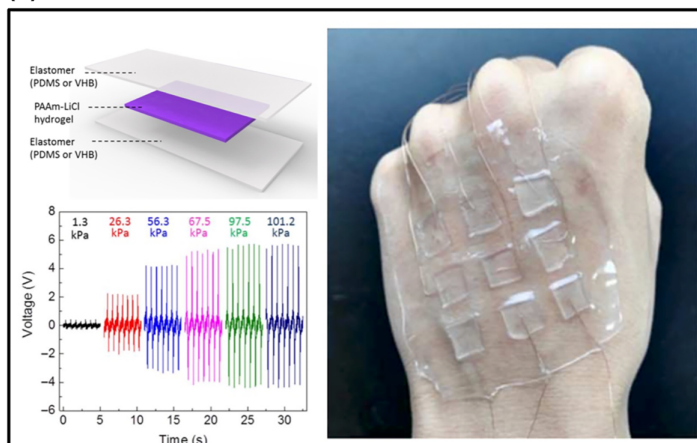 Elastomer
(PDMS or VHB)
PAAm-LiCl
hydrogel
Elastomer
(PDMS or VHB)
8
6
4
2
0
−2
−4
−6
Voltage (V)
1.3
kPa
26.3
kPa
56.3
kPa
67.5
kPa
97.5
kPa
101.2
kPa
0 5 10 15 20 25 30
Time (s)